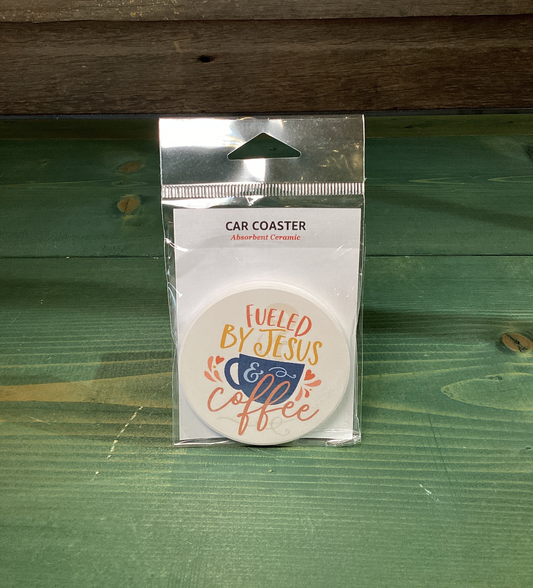 CAR COASTER
Absorbent Ceramic
FUELED
BY JESUS
&
coffee